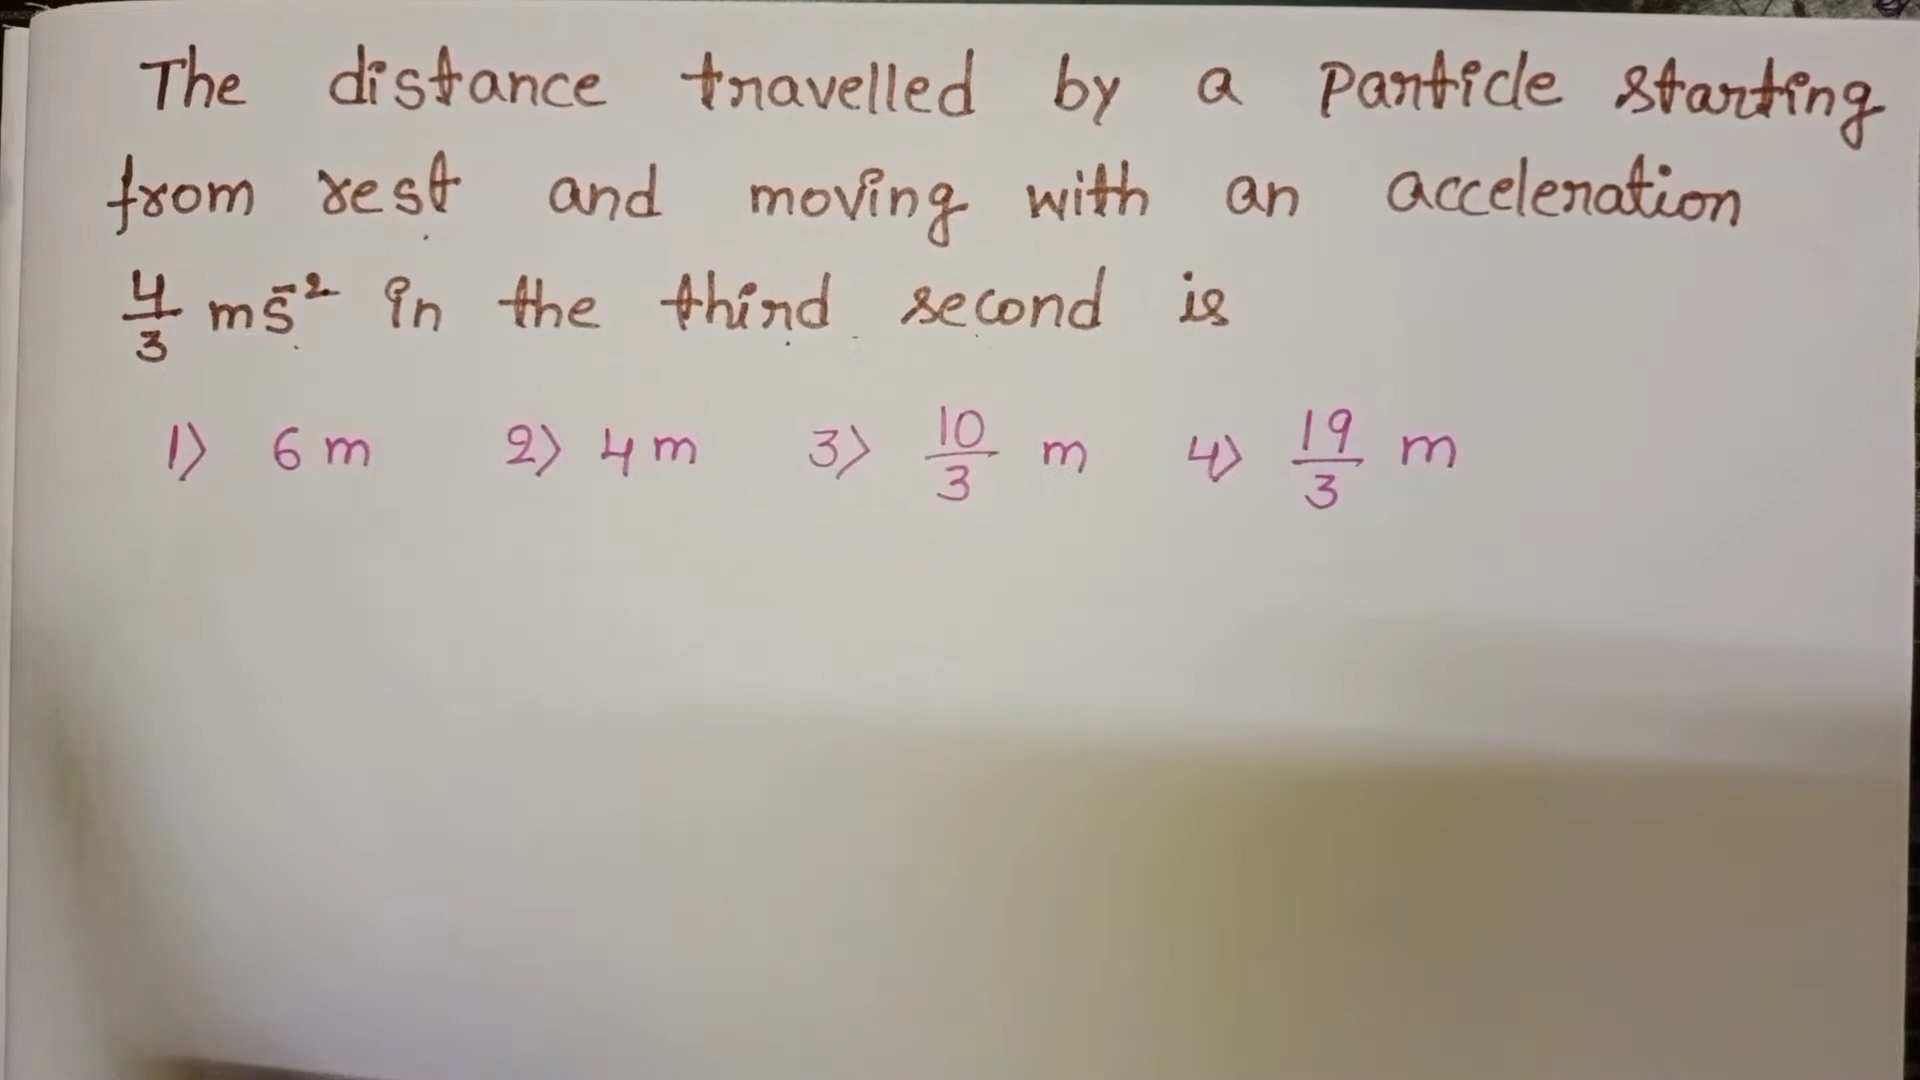 The distance travelled by a Particle starting
from rest and moving with an acceleration
4/3 ms⁻² in the third second is
1) 6 m 2) 4 m 3) 10/3 m 4) 19/3 m